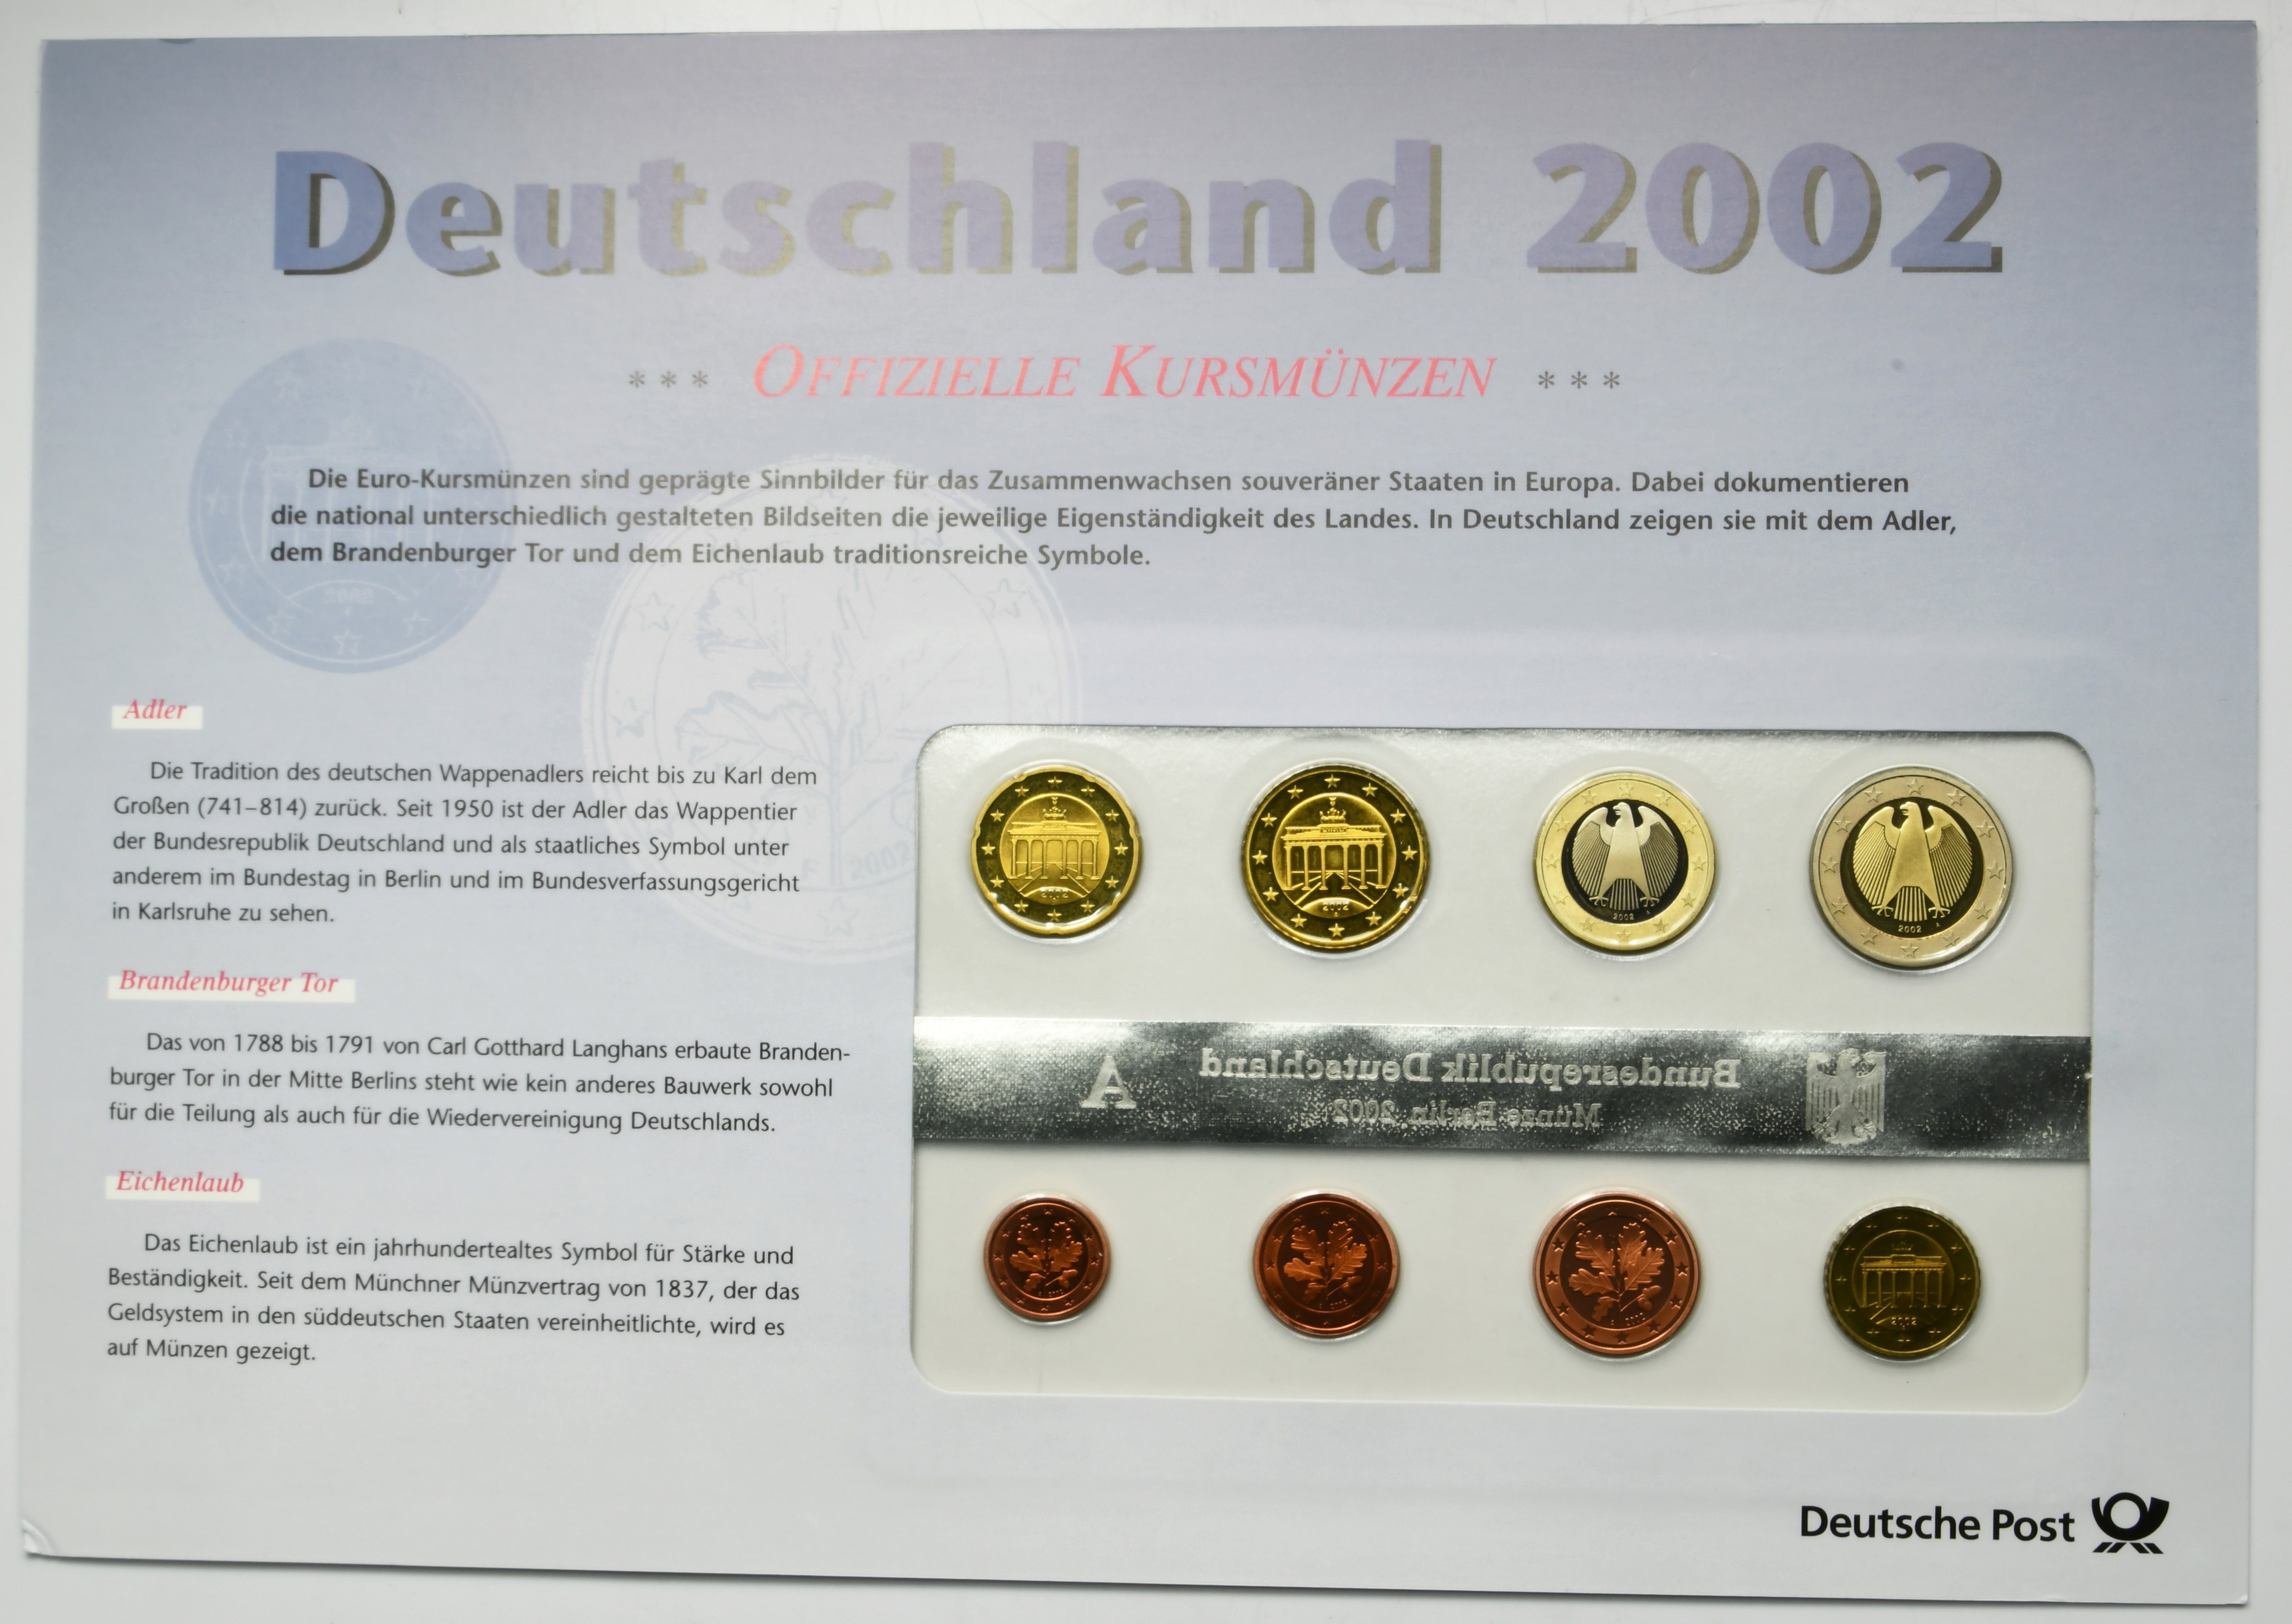 Deutschland 2002
* * * OFFIZIELLE KURSMÜNZEN * * *
Die Euro-Kursmünzen sind geprägte Sinnbilder für das Zusammenwachsen souveräner Staaten in Europa. Dabei dokumentieren
die national unterschiedlich gestalteten Bildseiten die jeweilige Eigenständigkeit des Landes. In Deutschland zeigen sie mit dem Adler,
dem Brandenburger Tor und dem Eichenlaub traditionsreiche Symbole.
Adler
Die Tradition des deutschen Wappenadlers reicht bis zu Karl dem
Großen (741–814) zurück. Seit 1950 ist der Adler das Wappentier
der Bundesrepublik Deutschland und als staatliches Symbol unter
anderem im Bundestag in Berlin und im Bundesverfassungsgericht
in Karlsruhe zu sehen.
Brandenburger Tor
Das von 1788 bis 1791 von Carl Gotthard Langhans erbaute Branden-
burger Tor in der Mitte Berlins steht wie kein anderes Bauwerk sowohl
für die Teilung als auch für die Wiedervereinigung Deutschlands.
Eichenlaub
Das Eichenlaub ist ein jahrhundertealtes Symbol für Stärke und
Beständigkeit. Seit dem Münchner Münzvertrag von 1837, der das
Geldsystem in den süddeutschen Staaten vereinheitlichte, wird es
auf Münzen gezeigt.
2002
2002
2002
2002
A
Bundesrepublik Deutschland
Münze Berlin 2002
2002
2002
2002
2002
F 2002
Deutsche Post